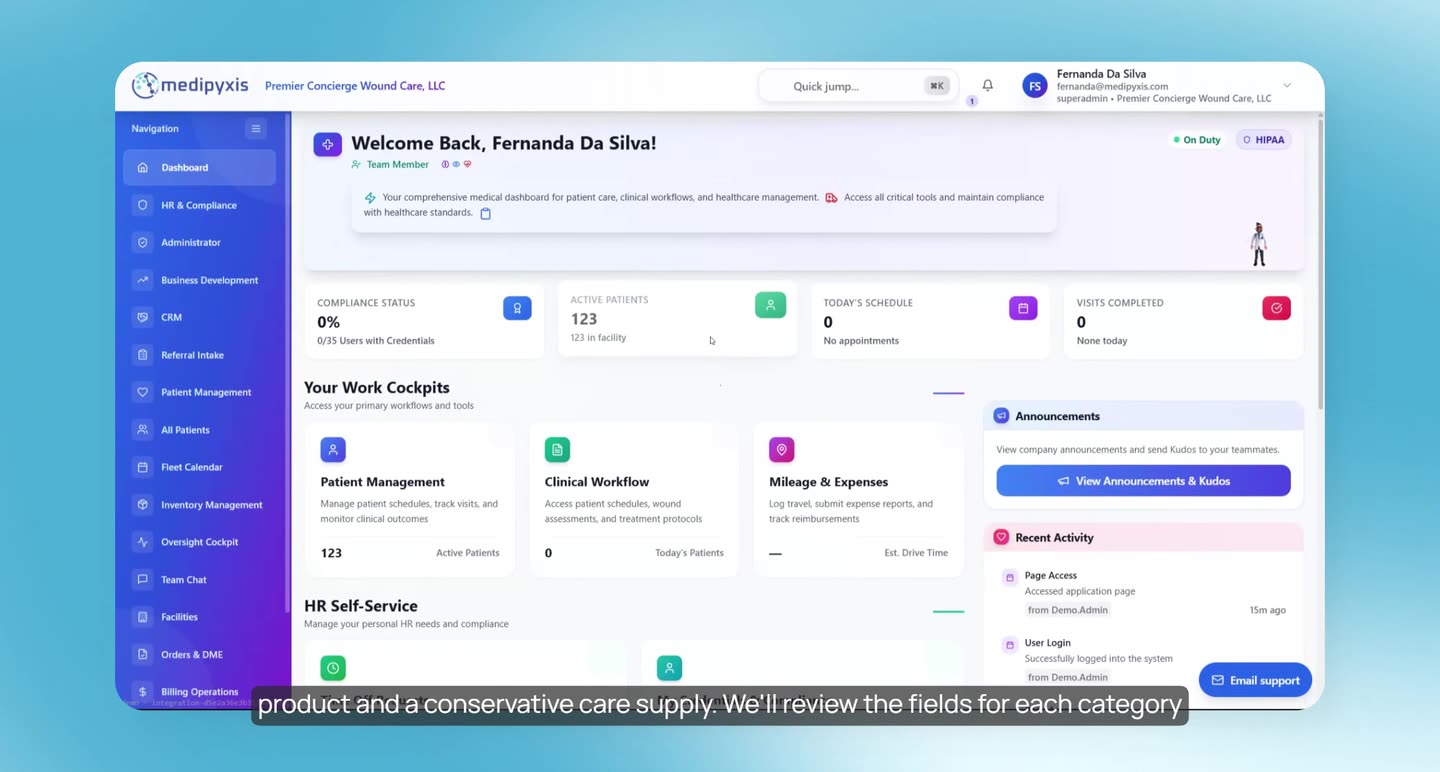 medipyxis
Premier Concierge Wound Care, LLC
Quick jump...
⌘K
1
FS
Fernanda Da Silva
fernanda@medipyxis.com
superadmin • Premier Concierge Wound Care, LLC
Navigation
Dashboard
HR & Compliance
Administrator
Business Development
CRM
Referral Intake
Patient Management
All Patients
Fleet Calendar
Inventory Management
Oversight Cockpit
Team Chat
Facilities
Orders & DME
Billing Operations
Welcome Back, Fernanda Da Silva!
Team Member
On Duty
HIPAA
Your comprehensive medical dashboard for patient care, clinical workflows, and healthcare management. Access all critical tools and maintain compliance
with healthcare standards.
COMPLIANCE STATUS
0%
0/35 Users with Credentials
ACTIVE PATIENTS
123
123 in facility
TODAY'S SCHEDULE
0
No appointments
VISITS COMPLETED
0
None today
Your Work Cockpits
Access your primary workflows and tools
Patient Management
Manage patient schedules, track visits, and
monitor clinical outcomes
123 Active Patients
Clinical Workflow
Access patient schedules, wound
assessments, and treatment protocols
0 Today's Patients
Mileage & Expenses
Log travel, submit expense reports, and
track reimbursements
— Est. Drive Time
HR Self-Service
Manage your personal HR needs and compliance
Announcements
View company announcements and send Kudos to your teammates.
View Announcements & Kudos
Recent Activity
Page Access
Accessed application page
from Demo.Admin
15m ago
User Login
Successfully logged into the system
from Demo.Admin
Email support
product and a conservative care supply. We'll review the fields for each category